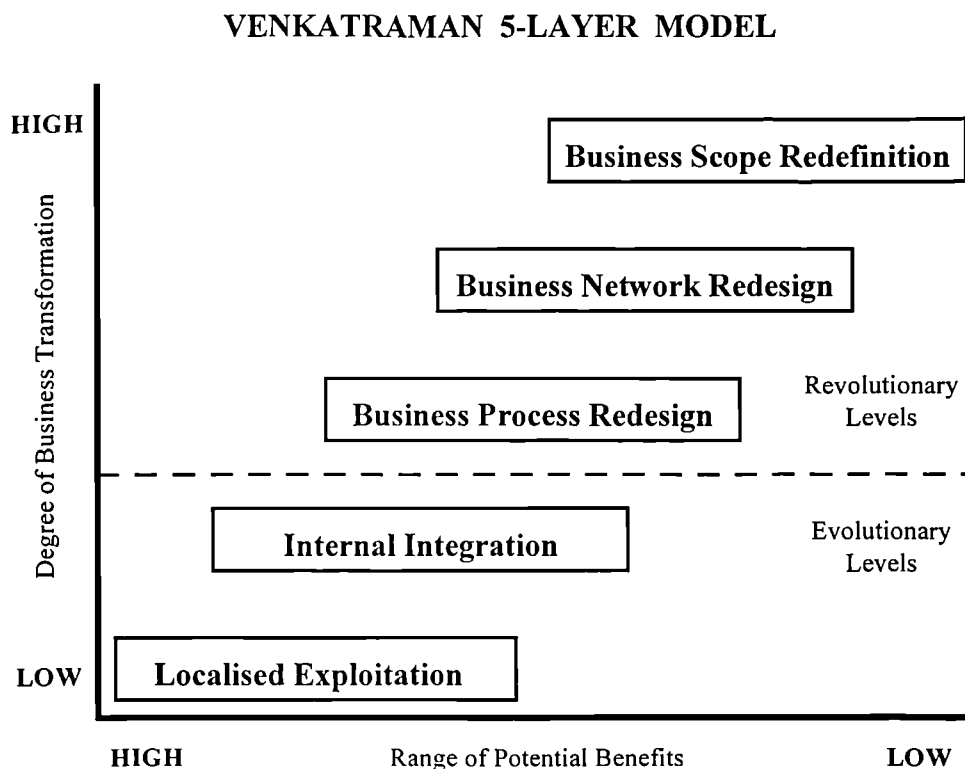 VENKATRAMAN 5-LAYER MODEL
HIGH
Business Scope Redefinition
Business Network Redesign
Degree of Business Transformation
Business Process Redesign
Revolutionary
Levels
Internal Integration
Evolutionary
Levels
Localised Exploitation
LOW
HIGH
Range of Potential Benefits
LOW